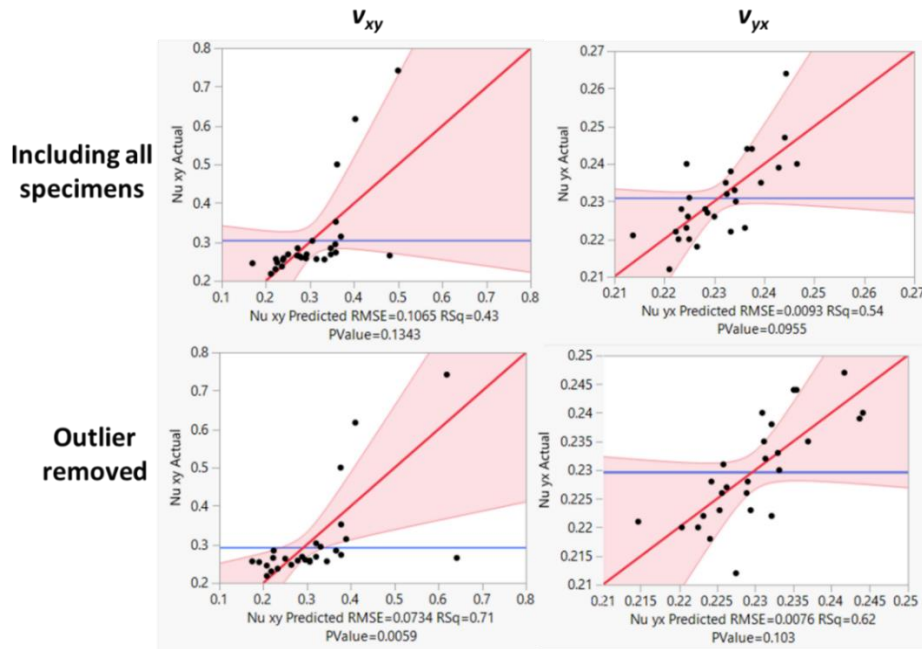 v_xy
v_yx
Including all
specimens
Nu xy Actual
0.8
0.7
0.6
0.5
0.4
0.3
0.2
0.1 0.2 0.3 0.4 0.5 0.6 0.7 0.8
Nu xy Predicted RMSE=0.1065 RSq=0.43
PValue=0.1343
Nu yx Actual
0.27
0.26
0.25
0.24
0.23
0.22
0.21
0.21 0.22 0.23 0.24 0.25 0.26 0.27
Nu yx Predicted RMSE=0.0093 RSq=0.54
PValue=0.0955
Outlier
removed
Nu xy Actual
0.8
0.7
0.6
0.5
0.4
0.3
0.2
0.1 0.2 0.3 0.4 0.5 0.6 0.7 0.8
Nu xy Predicted RMSE=0.0734 RSq=0.71
PValue=0.0059
Nu yx Actual
0.25
0.245
0.24
0.235
0.23
0.225
0.22
0.215
0.21
0.21 0.215 0.22 0.225 0.23 0.235 0.24 0.245 0.25
Nu yx Predicted RMSE=0.0076 RSq=0.62
PValue=0.103